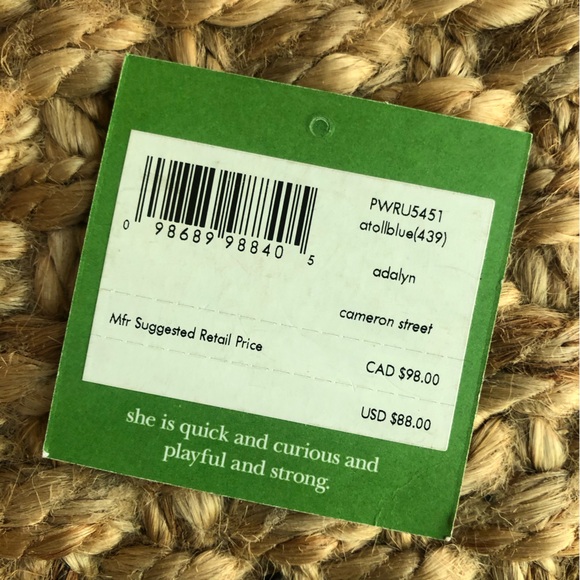 0 98689 98840 5
PWRU5451
atollblue(439)
adalyn
cameron street
Mfr Suggested Retail Price
CAD $98.00
USD $88.00
she is quick and curious and
playful and strong.